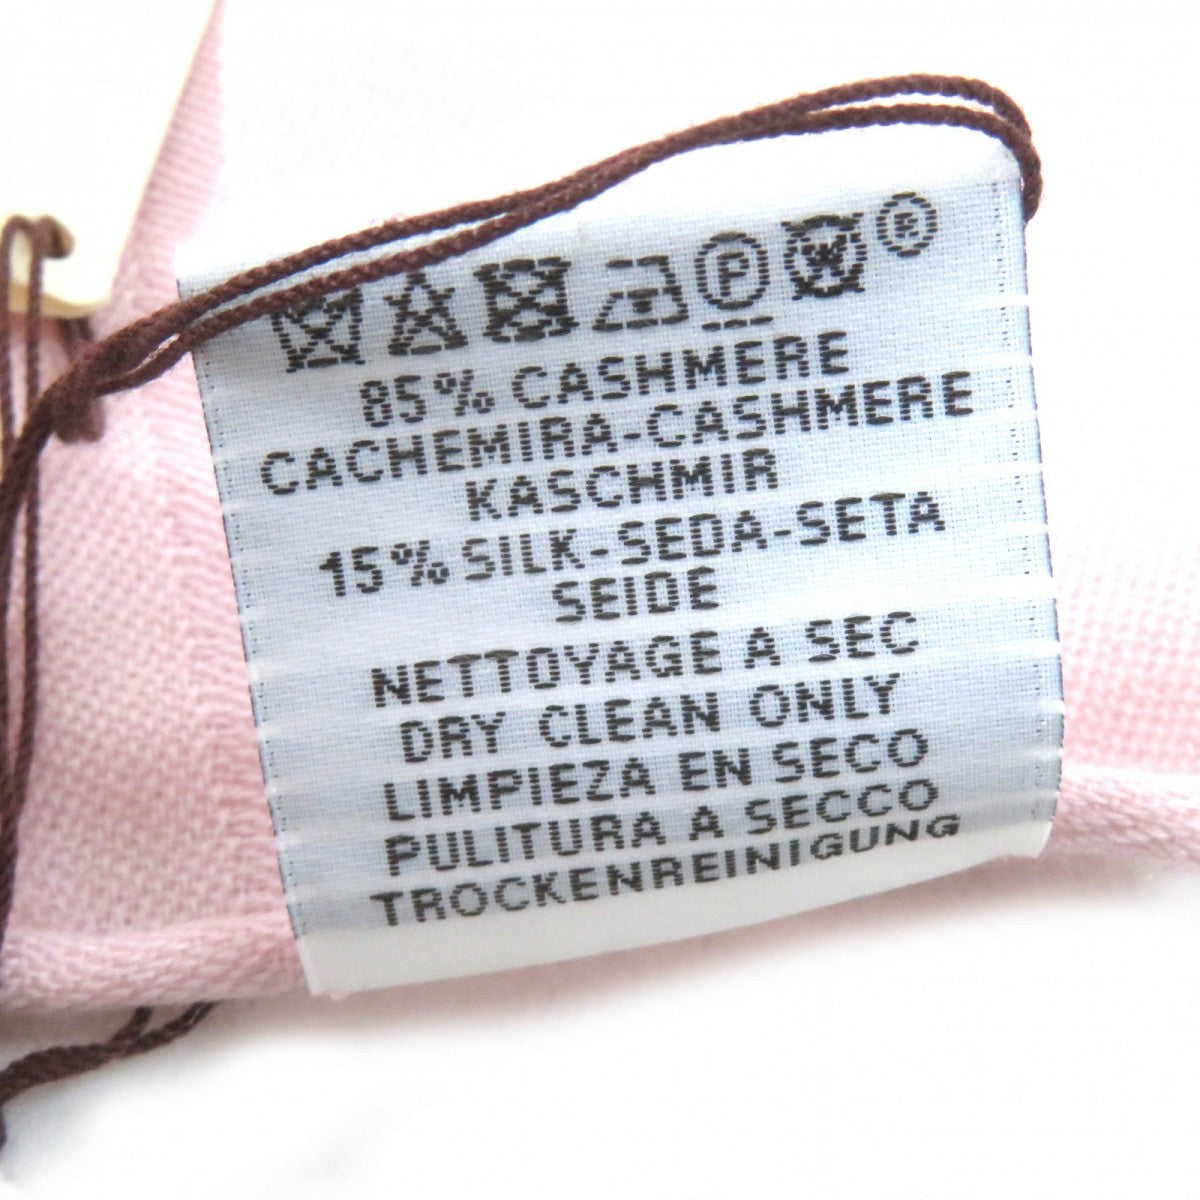 P W ®
85% CASHMERE
CACHEMIRA-CASHMERE
KASCHMIR
15% SILK-SEDA-SETA
SEIDE
NETTOYAGE A SEC
DRY CLEAN ONLY
LIMPIEZA EN SECO
PULITURA A SECCO
TROCKENREINIGUNG